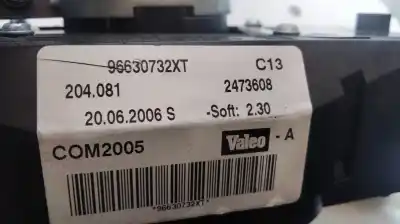 96630732XT C13
204.081 2473608
20.06.2006 S -Soft: 2.30
COM2005 Valeo - A
*96630732XT*